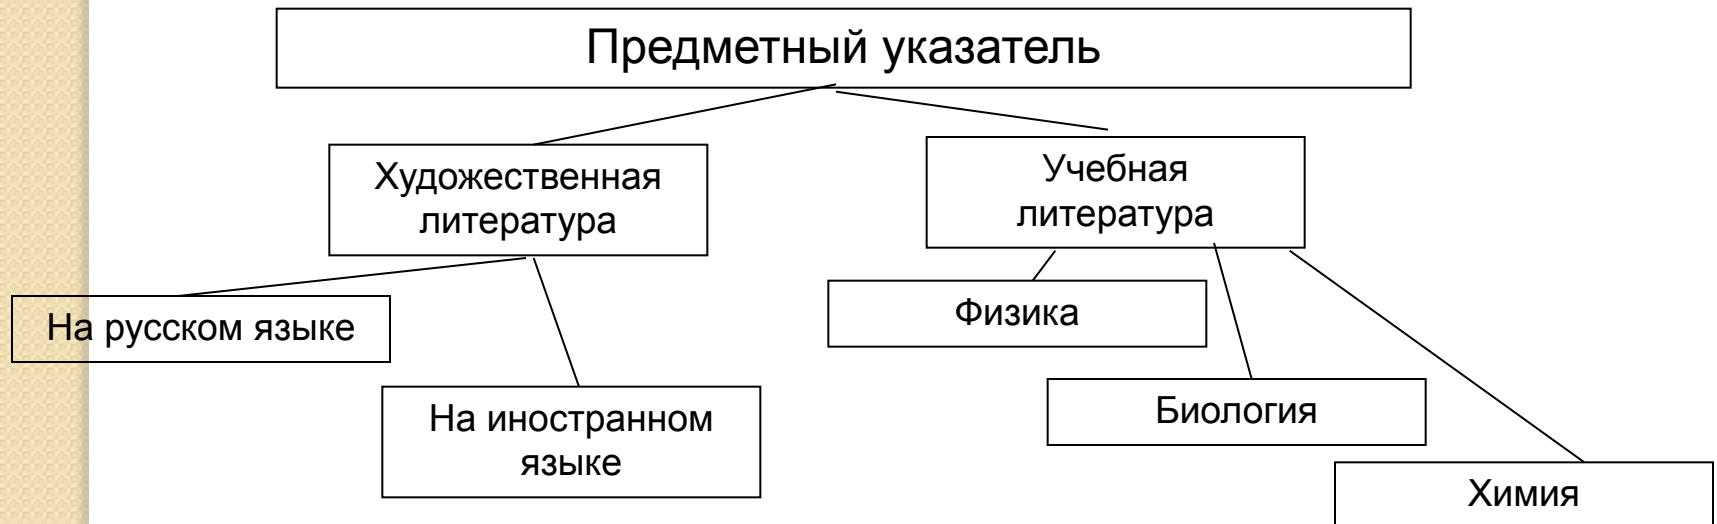 Предметный указатель
Художественная
литература
Учебная
литература
На русском языке
Физика
На иностранном
языке
Биология
Химия